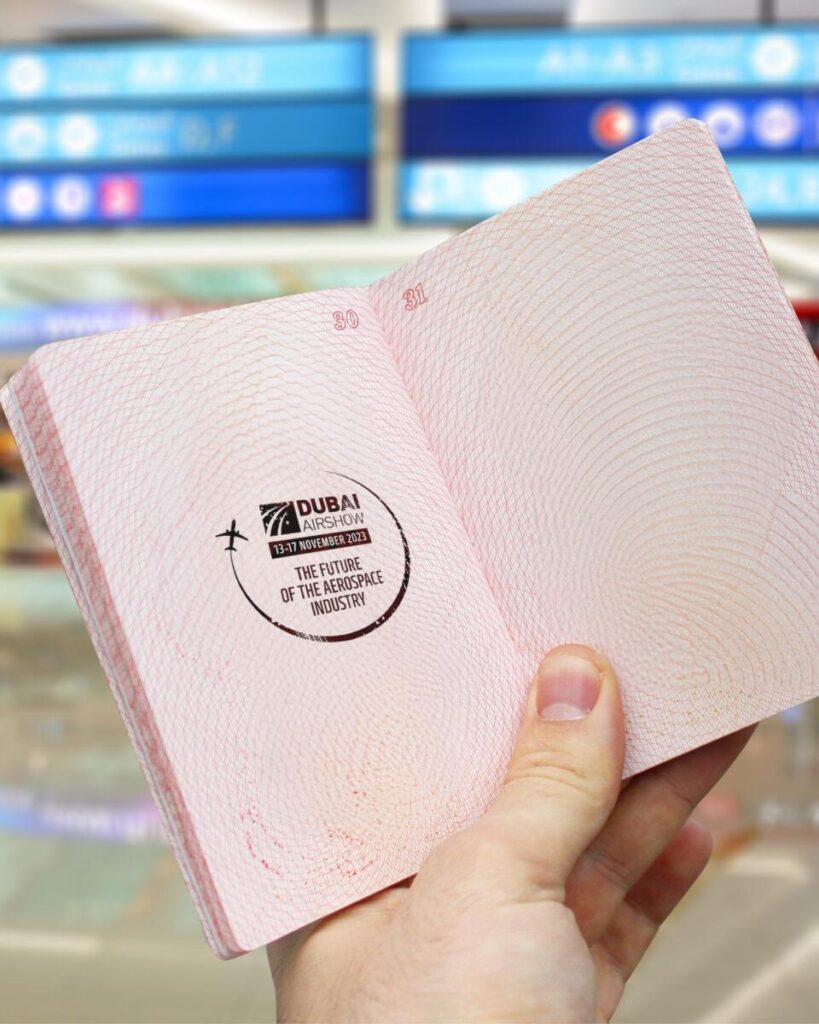 30
31
DUBAI
AIRSHOW
13-17 NOVEMBER 2023
THE FUTURE
OF THE AEROSPACE
INDUSTRY